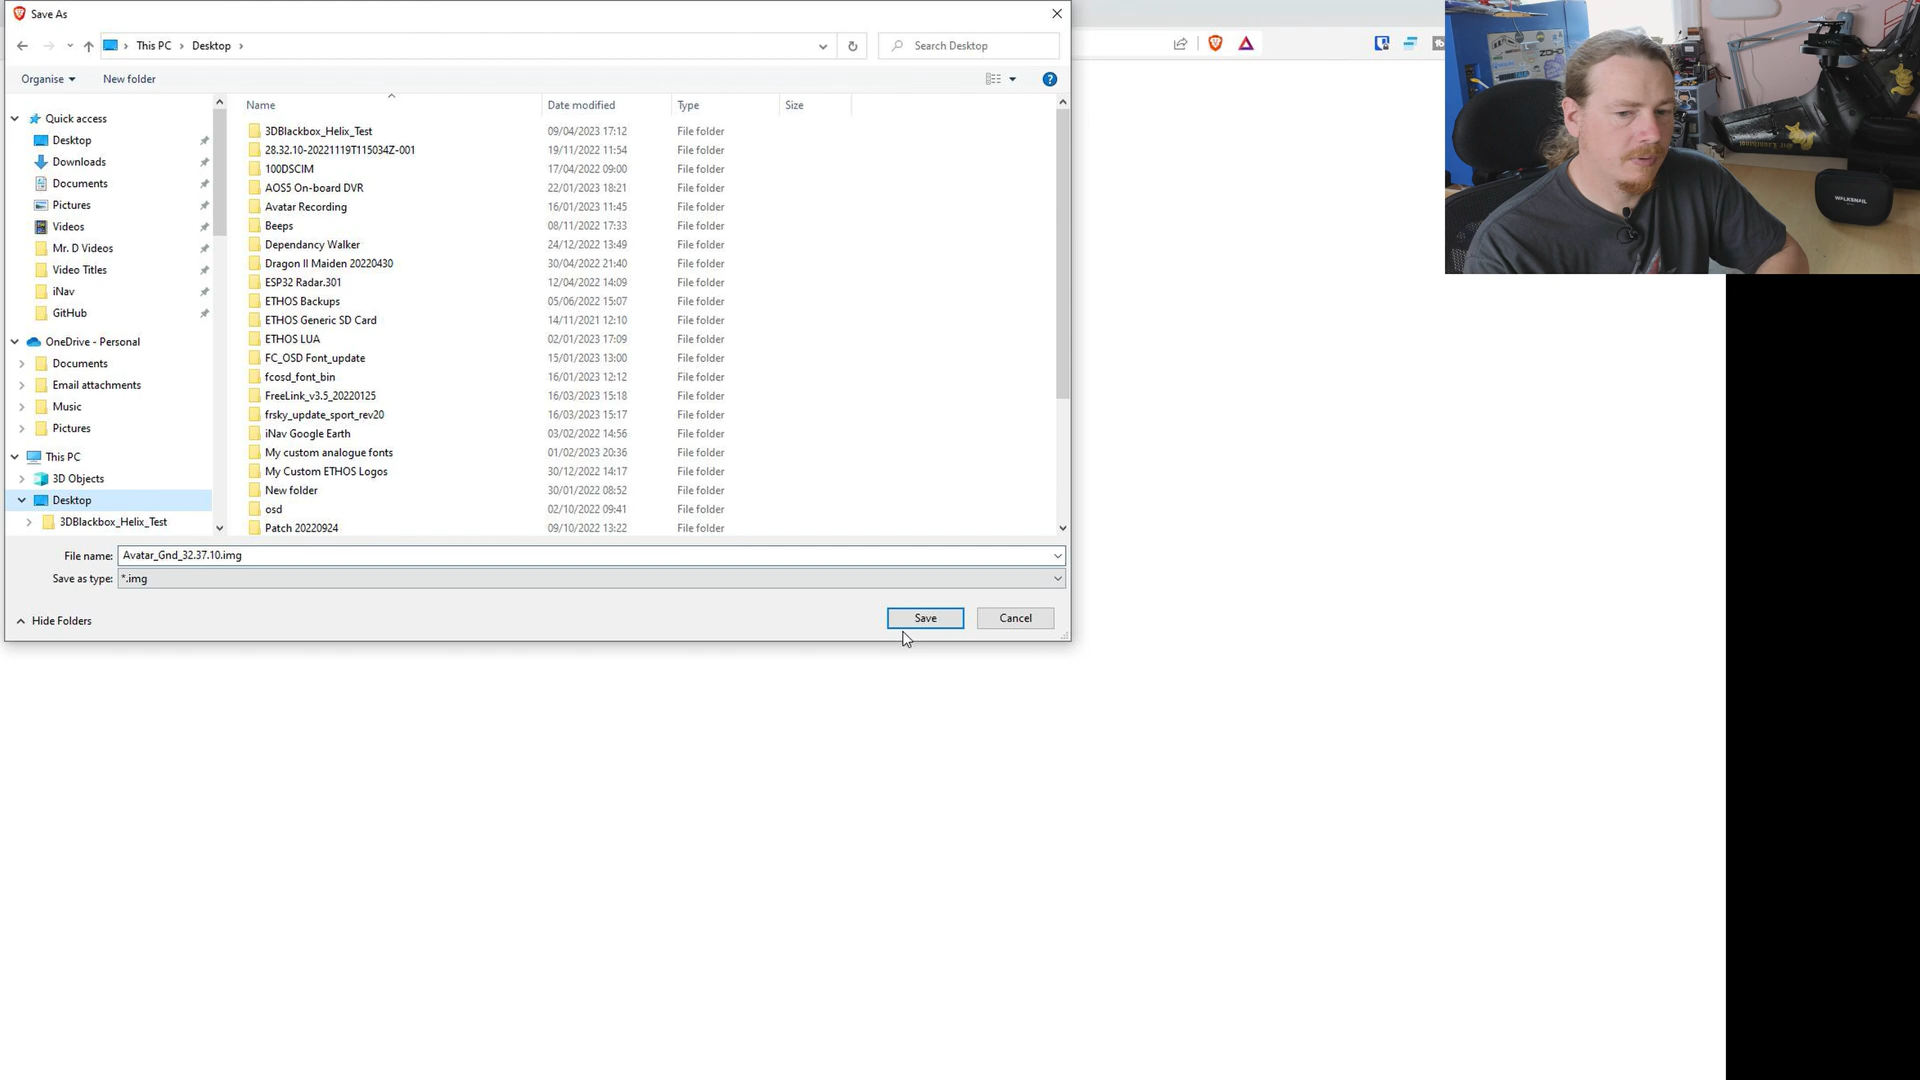 Save As
This PC > Desktop >
Search Desktop
Organise
New folder
Name Date modified Type Size
Quick access
Desktop
Downloads
Documents
Pictures
Videos
Mr. D Videos
Video Titles
iNav
GitHub
OneDrive - Personal
Documents
Email attachments
Music
Pictures
This PC
3D Objects
Desktop
3DBlackbox_Helix_Test
3DBlackbox_Helix_Test 09/04/2023 17:12 File folder
28.32.10-20221119T115034Z-001 19/11/2022 11:54 File folder
100DSCIM 17/04/2022 09:00 File folder
AOS5 On-board DVR 22/01/2023 18:21 File folder
Avatar Recording 16/01/2023 11:45 File folder
Beeps 08/11/2022 17:33 File folder
Dependancy Walker 24/12/2022 13:49 File folder
Dragon II Maiden 20220430 30/04/2022 21:40 File folder
ESP32 Radar.301 12/04/2022 14:09 File folder
ETHOS Backups 05/06/2022 15:07 File folder
ETHOS Generic SD Card 14/11/2021 12:10 File folder
ETHOS LUA 02/01/2023 17:09 File folder
FC_OSD Font_update 15/01/2023 13:00 File folder
fcosd_font_bin 16/01/2023 12:12 File folder
FreeLink_v3.5_20220125 16/03/2023 15:18 File folder
frsky_update_sport_rev20 16/03/2023 15:17 File folder
iNav Google Earth 03/02/2022 14:56 File folder
My custom analogue fonts 01/02/2023 20:36 File folder
My Custom ETHOS Logos 30/12/2022 14:17 File folder
New folder 30/01/2022 08:52 File folder
osd 02/10/2022 09:41 File folder
Patch 20220924 09/10/2022 13:22 File folder
File name: Avatar_Gnd_32.37.10.img
Save as type: *.img
Hide Folders
Save
Cancel
ZOHO
WALKSNAIL